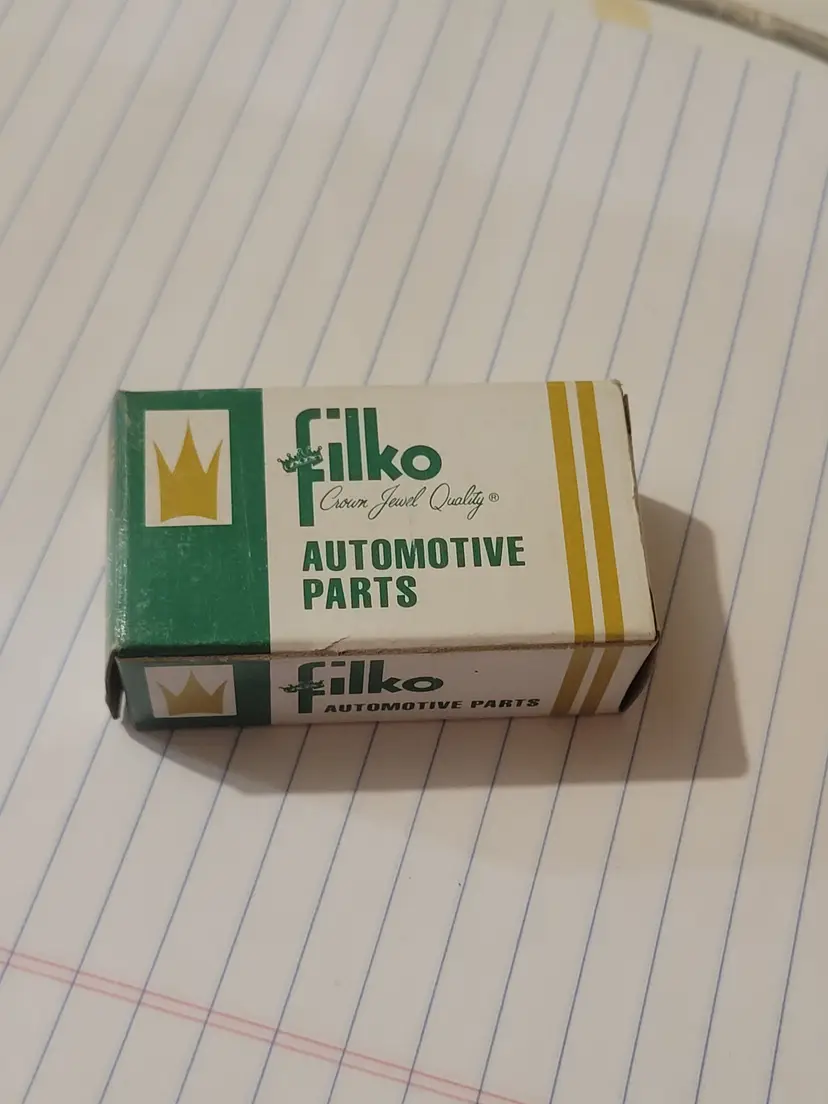 filko
Crown Jewel Quality®
AUTOMOTIVE
PARTS
filko
AUTOMOTIVE PARTS